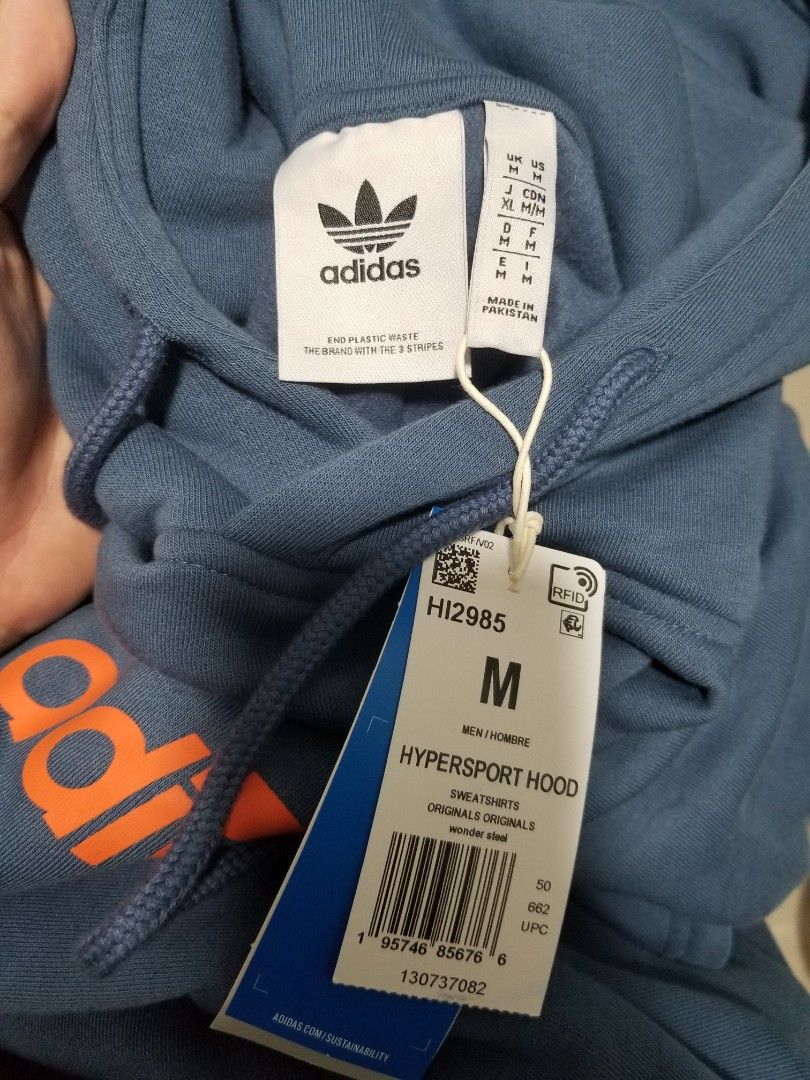 adidas
END PLASTIC WASTE
THE BRAND WITH THE 3 STRIPES
UK M US M
J XL CDN M/M
D M F M
E M I M
MADE IN
PAKISTAN
RFID
HI2985
M
MEN / HOMBRE
HYPERSPORT HOOD
SWEATSHIRTS
ORIGINALS ORIGINALS
wonder steel
50
662
UPC
1 95746 85676 6
130737082
ADIDAS.COM/SUSTAINABILITY
adi